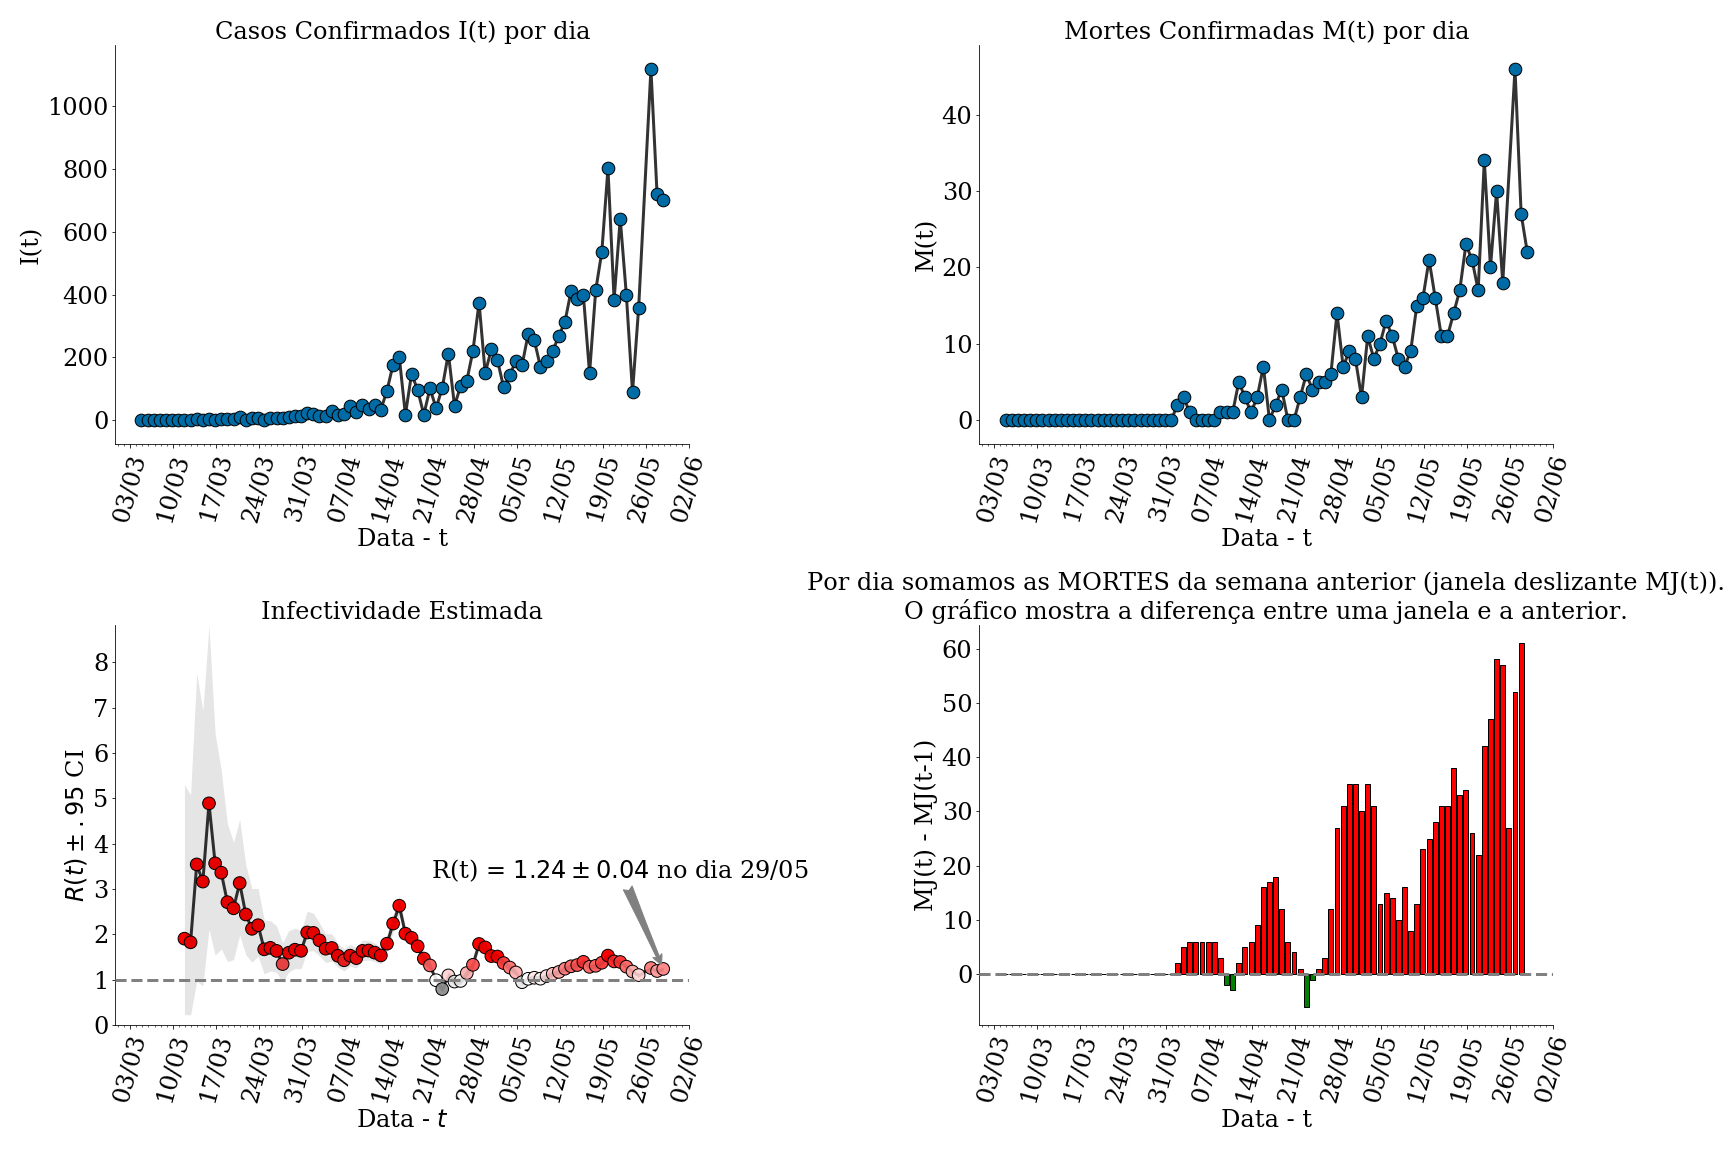 Casos Confirmados I(t) por dia
I(t)
1000
800
600
400
200
0
03/03 10/03 17/03 24/03 31/03 07/04 14/04 21/04 28/04 05/05 12/05 19/05 26/05 02/06
Data - t
Mortes Confirmadas M(t) por dia
M(t)
40
30
20
10
0
03/03 10/03 17/03 24/03 31/03 07/04 14/04 21/04 28/04 05/05 12/05 19/05 26/05 02/06
Data - t
Infectividade Estimada
R(t) ± .95 CI
8
7
6
5
4
3
2
1
0
R(t) = 1.24 ± 0.04 no dia 29/05
03/03 10/03 17/03 24/03 31/03 07/04 14/04 21/04 28/04 05/05 12/05 19/05 26/05 02/06
Data - t
Por dia somamos as MORTES da semana anterior (janela deslizante MJ(t)).
O gráfico mostra a diferença entre uma janela e a anterior.
MJ(t) - MJ(t-1)
60
50
40
30
20
10
0
03/03 10/03 17/03 24/03 31/03 07/04 14/04 21/04 28/04 05/05 12/05 19/05 26/05 02/06
Data - t